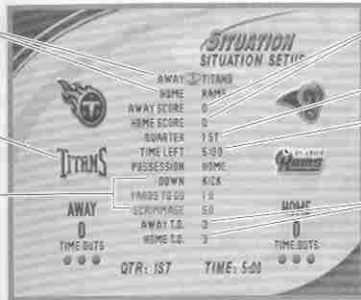 SITUATION
SITUATION SETUP
AWAY TITANS
HOME RAMS
AWAY SCORE 0
HOME SCORE 0
QUARTER 1ST
TIME LEFT 5:00
POSSESSION HOME
DOWN KICK
YARDS TO GO 10
SCRIMMAGE 50
AWAY T.O. 3
HOME T.O. 3
TITANS
AWAY
0
TIME OUTS
Rams
HOME
0
TIME OUTS
QTR: 1ST TIME: 5:00